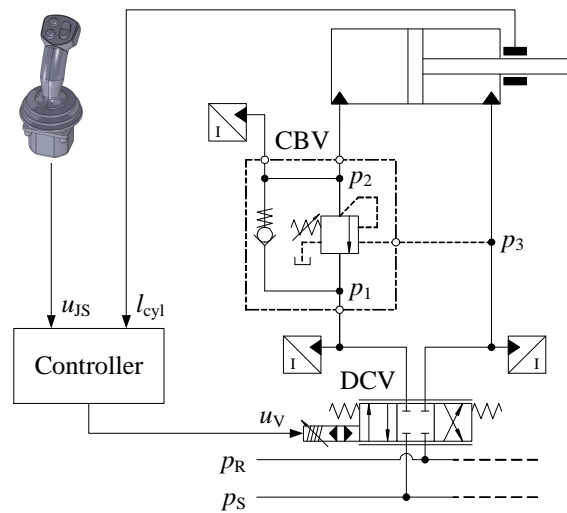 I
CBV
p2
p3
p1
uJS
lcyl
I
I
Controller
DCV
uV
pR
pS